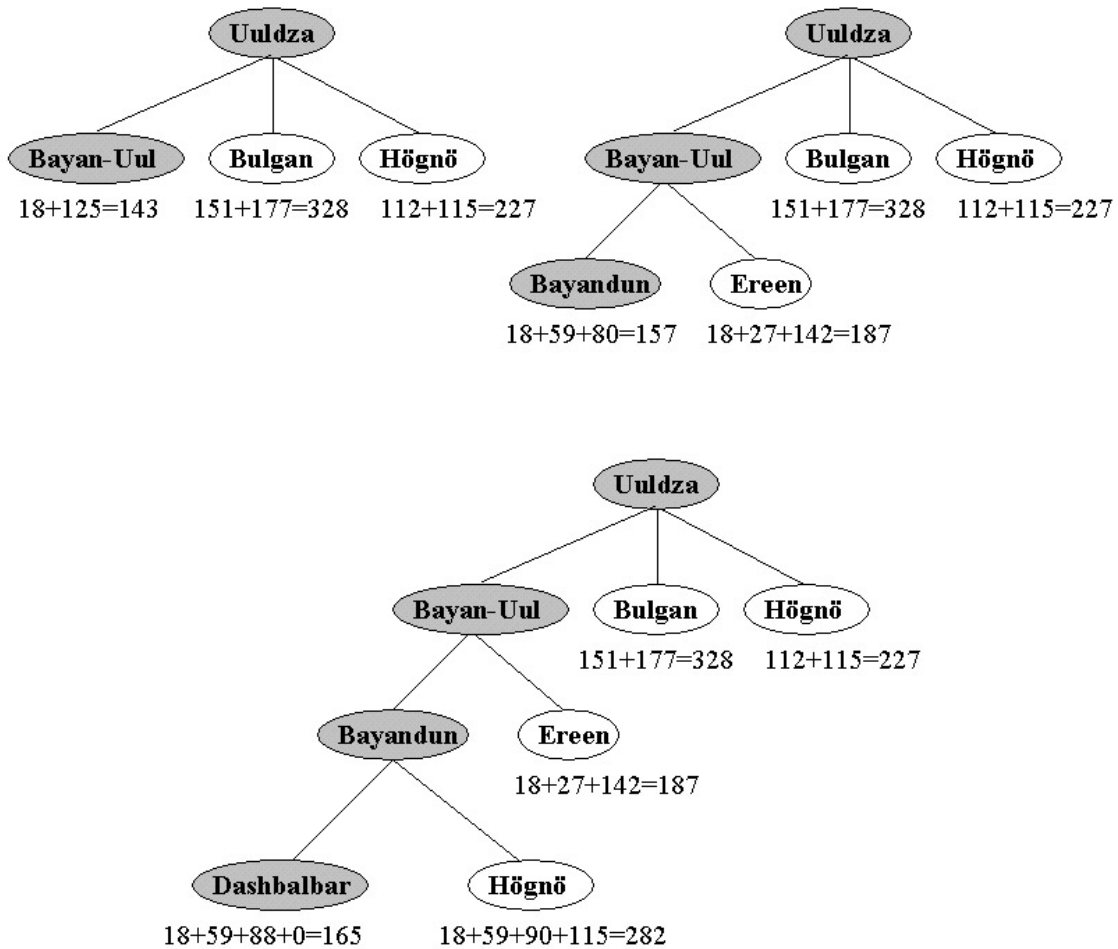 Uuldza
Uuldza
Bayan-Uul Bulgan Högnö
Bayan-Uul Bulgan Högnö
18+125=143 151+177=328 112+115=227
151+177=328 112+115=227
Bayandun Ereen
18+59+80=157 18+27+142=187
Uuldza
Bayan-Uul Bulgan Högnö
151+177=328 112+115=227
Bayandun Ereen
18+27+142=187
Dashbalbar Högnö
18+59+88+0=165 18+59+90+115=282